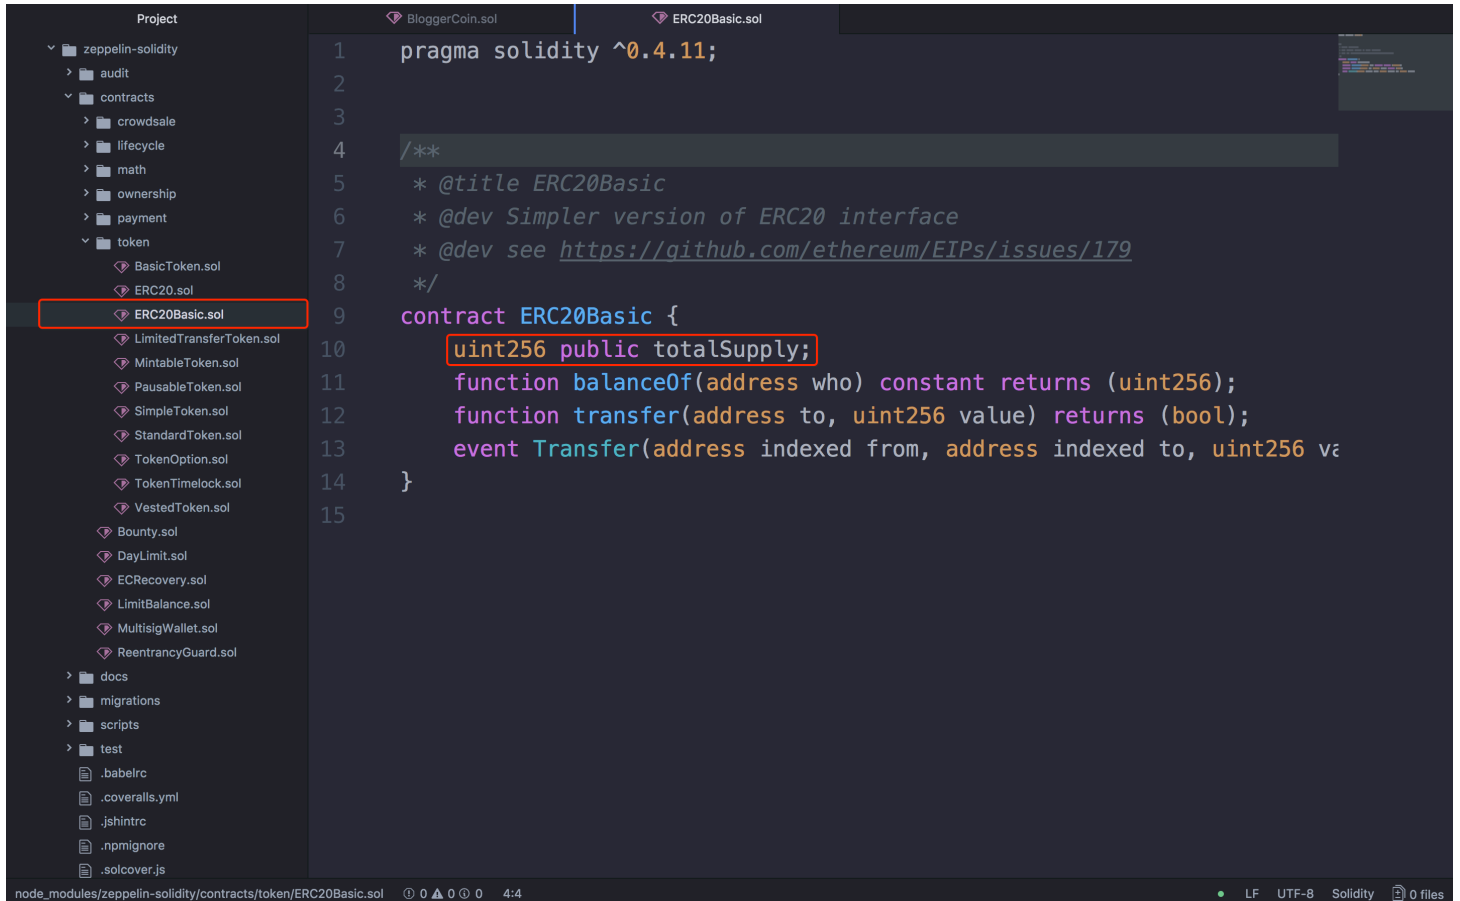 Project
zeppelin-solidity
audit
contracts
crowdsale
lifecycle
math
ownership
payment
token
BasicToken.sol
ERC20.sol
ERC20Basic.sol
LimitedTransferToken.sol
MintableToken.sol
PausableToken.sol
SimpleToken.sol
StandardToken.sol
TokenOption.sol
TokenTimelock.sol
VestedToken.sol
Bounty.sol
DayLimit.sol
ECRecovery.sol
LimitBalance.sol
MultisigWallet.sol
ReentrancyGuard.sol
docs
migrations
scripts
test
.babelrc
.coveralls.yml
.jshintrc
.npmignore
.solcover.js
BloggerCoin.sol ERC20Basic.sol
1 pragma solidity ^0.4.11;
2
3
4 /**
5 * @title ERC20Basic
6 * @dev Simpler version of ERC20 interface
7 * @dev see https://github.com/ethereum/EIPs/issues/179
8 */
9 contract ERC20Basic {
10 uint256 public totalSupply;
11 function balanceOf(address who) constant returns (uint256);
12 function transfer(address to, uint256 value) returns (bool);
13 event Transfer(address indexed from, address indexed to, uint256 va
14 }
15
node_modules/zeppelin-solidity/contracts/token/ERC20Basic.sol 0 0 0 4:4 LF UTF-8 Solidity 0 files